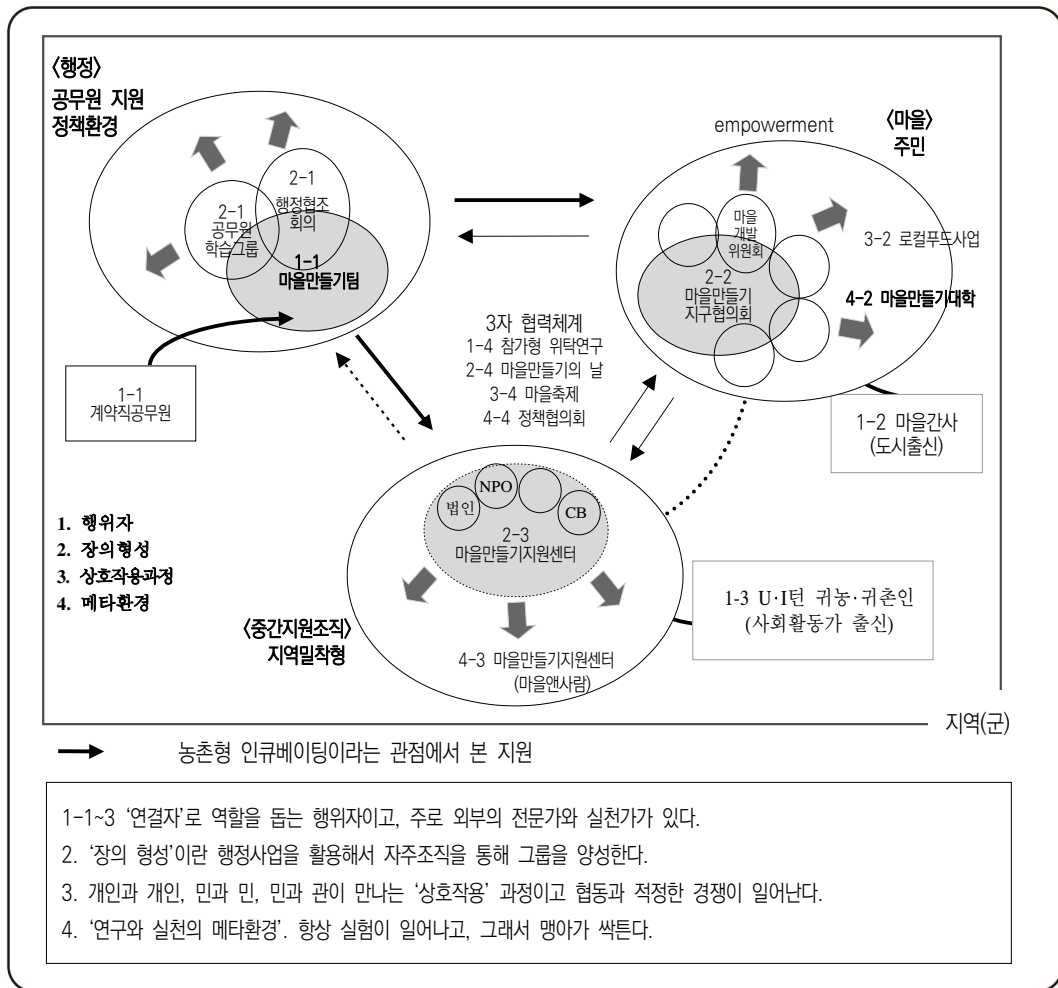 〈행정〉
공무원 지원
정책환경
2-1
행정협조
회의
2-1
공무원
학습그룹
1-1
마을만들기팀
1-1
계약직공무원
empowerment
〈마을〉
주민
마을
개발
위원회
2-2
마을만들기
지구협의회
3-2 로컬푸드사업
4-2 마을만들기대학
1-2 마을간사
(도시출신)
3자 협력체계
1-4 참가형 위탁연구
2-4 마을만들기의 날
3-4 마을축제
4-4 정책협의회
법인
NPO
CB
2-3
마을만들기지원센터
〈중간지원조직〉
지역밀착형
4-3 마을만들기지원센터
(마을앤사람)
1-3 U·I턴 귀농·귀촌인
(사회활동가 출신)
1. 행위자
2. 장의형성
3. 상호작용과정
4. 메타환경
지역(군)
농촌형 인큐베이팅이라는 관점에서 본 지원
1-1~3 ‘연결자’로 역할을 돕는 행위자이고, 주로 외부의 전문가와 실천가가 있다.
2. ‘장의 형성’이란 행정사업을 활용해서 자주조직을 통해 그룹을 양성한다.
3. 개인과 개인, 민과 민, 민과 관이 만나는 ‘상호작용’ 과정이고 협동과 적정한 경쟁이 일어난다.
4. ‘연구와 실천의 메타환경’. 항상 실험이 일어나고, 그래서 맹아가 싹튼다.